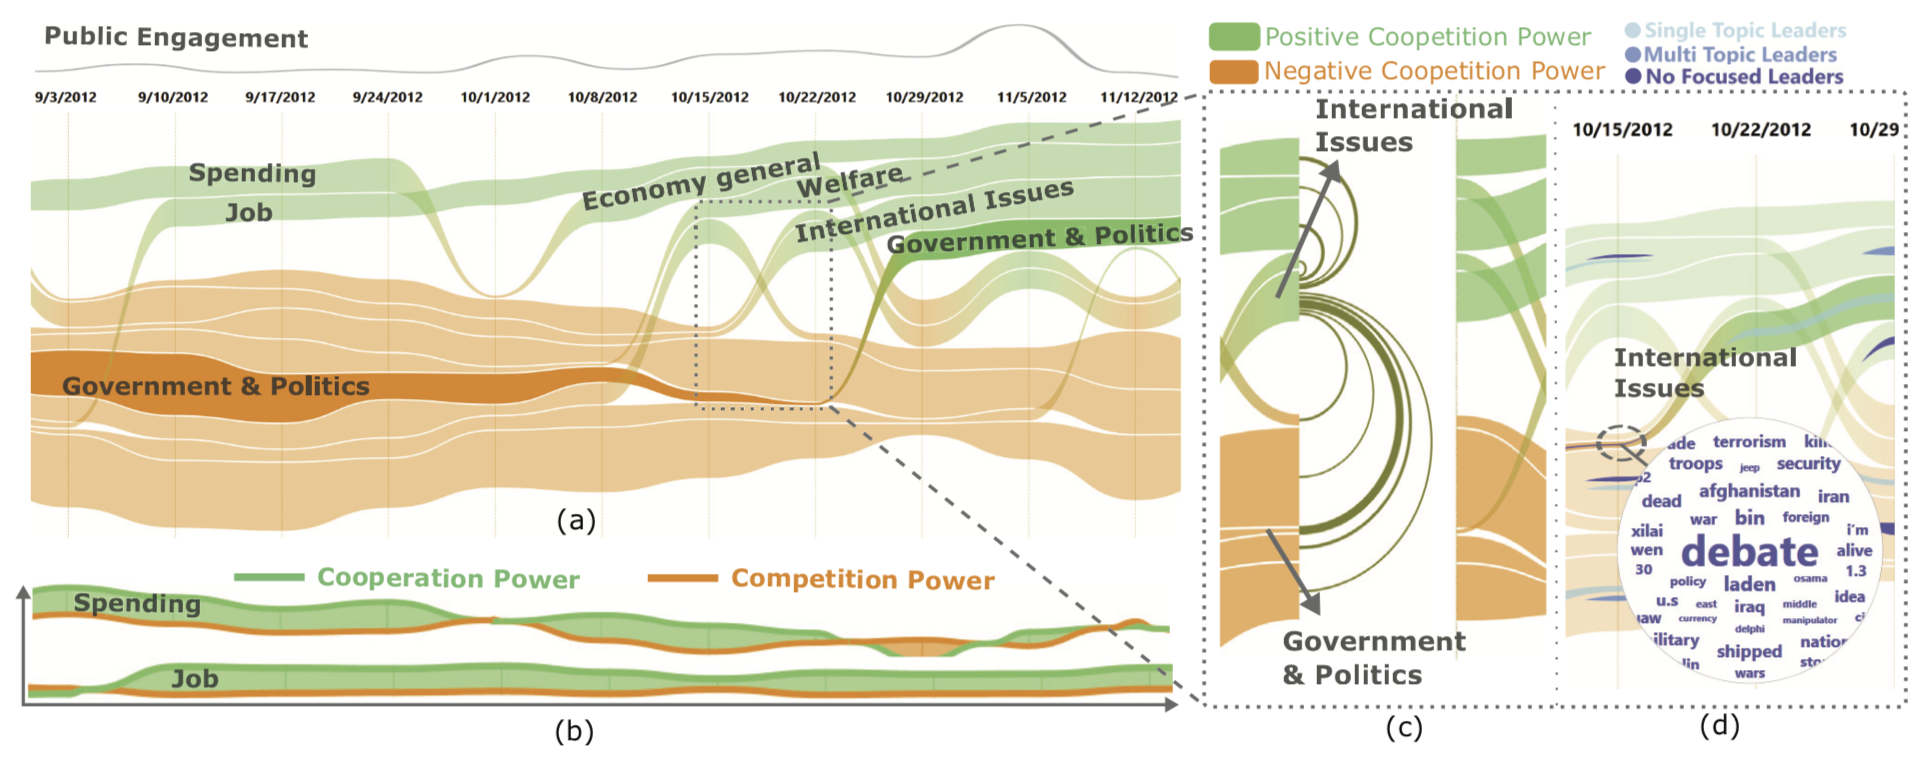 Public Engagement
9/3/2012 9/10/2012 9/17/2012 9/24/2012 10/1/2012 10/8/2012 10/15/2012 10/22/2012 10/29/2012 11/5/2012 11/12/2012
Spending
Job
Economy general
Welfare
International Issues
Government & Politics
Government & Politics
(a)
Cooperation Power
Competition Power
Spending
Job
(b)
Positive Coopetition Power
Negative Coopetition Power
Single Topic Leaders
Multi Topic Leaders
No Focused Leaders
International
Issues
Government
& Politics
(c)
10/15/2012 10/22/2012 10/29
International
Issues
ade terrorism
troops jeep security
p2
dead afghanistan iran
war bin foreign
xilai i'm
wen debate alive
30 policy laden osama 1.3
u.s east iraq middle idea
currency delphi manipulator
shipped
wars
(d)